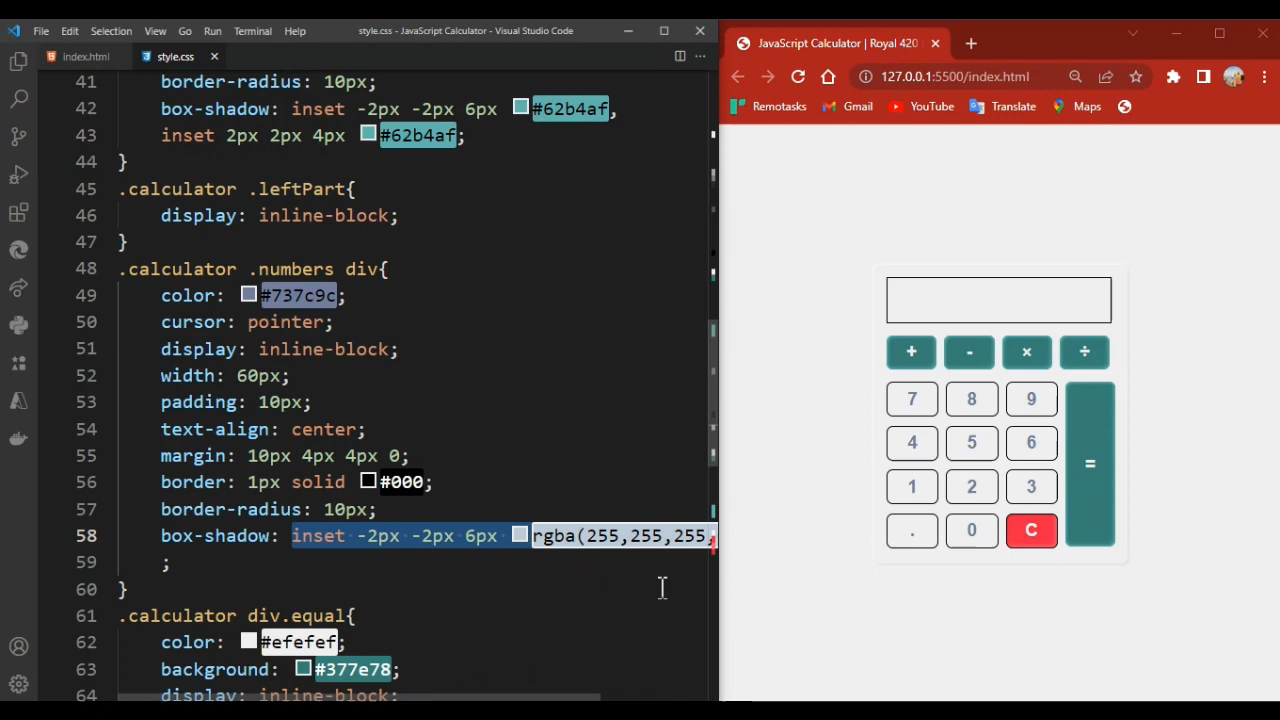 File Edit Selection View Go Run Terminal Help
style.css - JavaScript Calculator - Visual Studio Code
index.html
style.css
41 border-radius: 10px;
42 box-shadow: inset -2px -2px 6px #62b4af,
43 inset 2px 2px 4px #62b4af;
44 }
45 .calculator .leftPart{
46 display: inline-block;
47 }
48 .calculator .numbers div{
49 color: #737c9c;
50 cursor: pointer;
51 display: inline-block;
52 width: 60px;
53 padding: 10px;
54 text-align: center;
55 margin: 10px 4px 4px 0;
56 border: 1px solid #000;
57 border-radius: 10px;
58 box-shadow: inset -2px -2px 6px rgba(255,255,255,
59 ;
60 }
61 .calculator div.equal{
62 color: #efefef;
63 background: #377e78;
64 display: inline-block;
JavaScript Calculator | Royal 420
127.0.0.1:5500/index.html
Remotasks Gmail YouTube Translate Maps
+ - × ÷
7 8 9
4 5 6
1 2 3
. 0 C
=